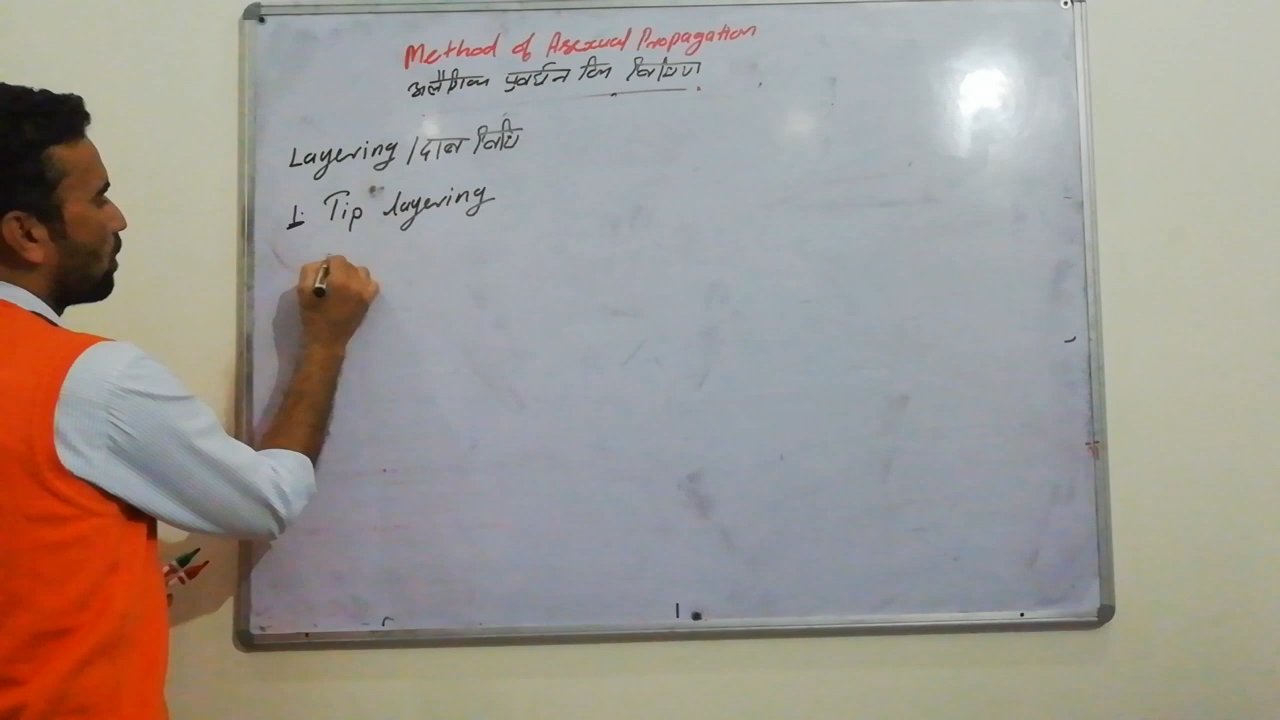 Method of Asexual Propagation
अलैंगिक प्रवर्धन कि विधिया
Layering / दाब विधि
1. Tip layering